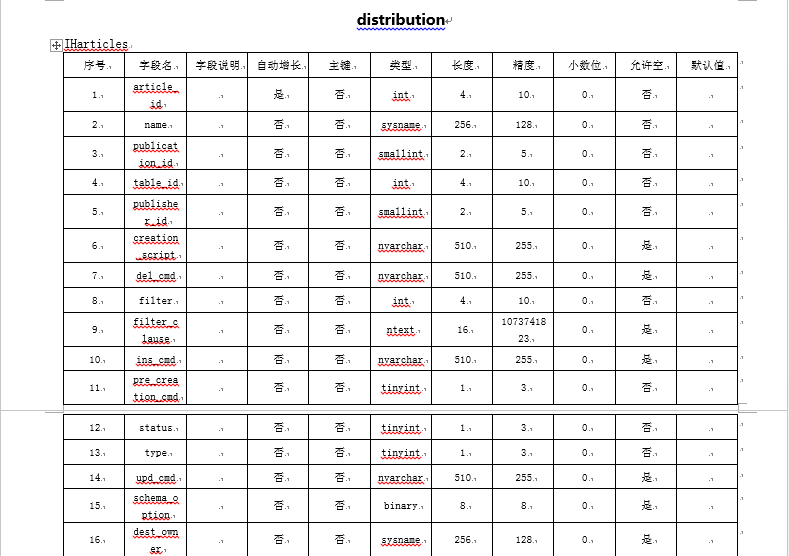 distribution
IHarticles
序号 字段名 字段说明 自动增长 主键 类型 长度 精度 小数位 允许空 默认值
1. article_id 是 否 int 4 10 0 否
2. name 否 否 sysname 256 128 0 否
3. publication_id 否 否 smallint 2 5 0 否
4. table_id 否 否 int 4 10 0 否
5. publisher_id 否 否 smallint 2 5 0 否
6. creation_script 否 否 nvarchar 510 255 0 是
7. del_cmd 否 否 nvarchar 510 255 0 是
8. filter 否 否 int 4 10 0 否
9. filter_clause 否 否 ntext 16 1073741823 0 是
10. ins_cmd 否 否 nvarchar 510 255 0 是
11. pre_creation_cmd 否 否 tinyint 1 3 0 否
12. status 否 否 tinyint 1 3 0 否
13. type 否 否 tinyint 1 3 0 否
14. upd_cmd 否 否 nvarchar 510 255 0 是
15. schema_option 否 否 binary 8 8 0 是
16. dest_owner 否 否 sysname 256 128 0 是